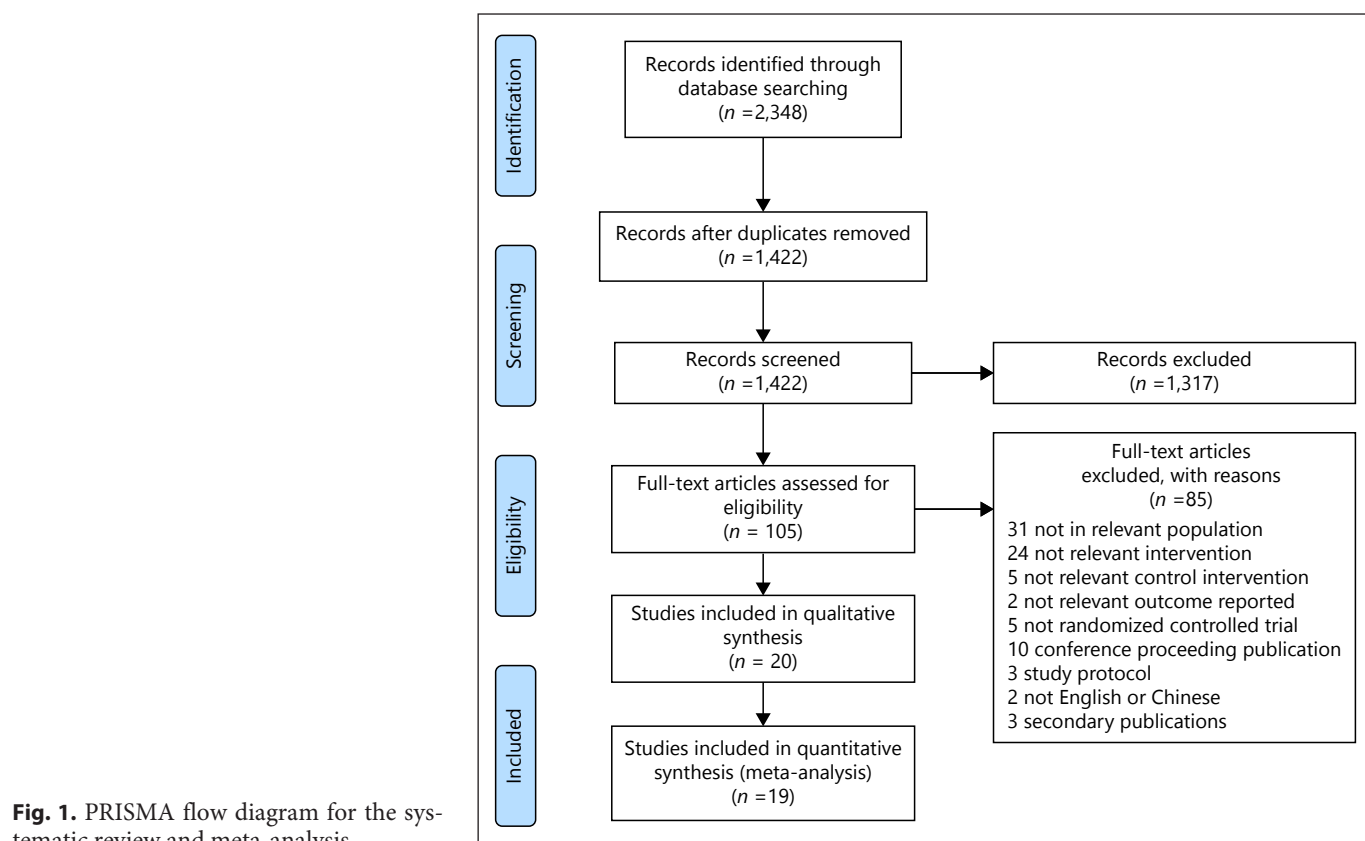 Identification
Records identified through
database searching
(n =2,348)
Records after duplicates removed
(n =1,422)
Screening
Records screened
(n =1,422)
Records excluded
(n =1,317)
Eligibility
Full-text articles assessed for
eligibility
(n = 105)
Full-text articles
excluded, with reasons
(n =85)
31 not in relevant population
24 not relevant intervention
5 not relevant control intervention
2 not relevant outcome reported
5 not randomized controlled trial
10 conference proceeding publication
3 study protocol
2 not English or Chinese
3 secondary publications
Studies included in qualitative
synthesis
(n = 20)
Included
Studies included in quantitative
synthesis (meta-analysis)
(n =19)
Fig. 1. PRISMA flow diagram for the sys-
tematic review and meta-analysis